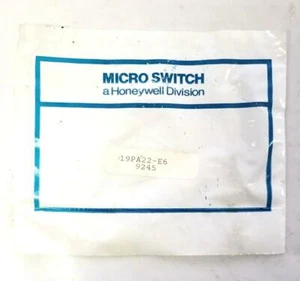 MICRO SWITCH
a Honeywell Division
19PA22-E6
9245